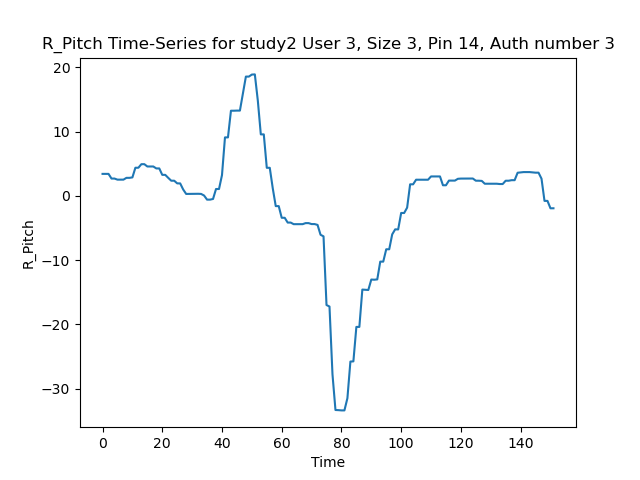 R_Pitch Time-Series for study2 User 3, Size 3, Pin 14, Auth number 3
20
10
0
−10
−20
−30
R_Pitch
0 20 40 60 80 100 120 140
Time